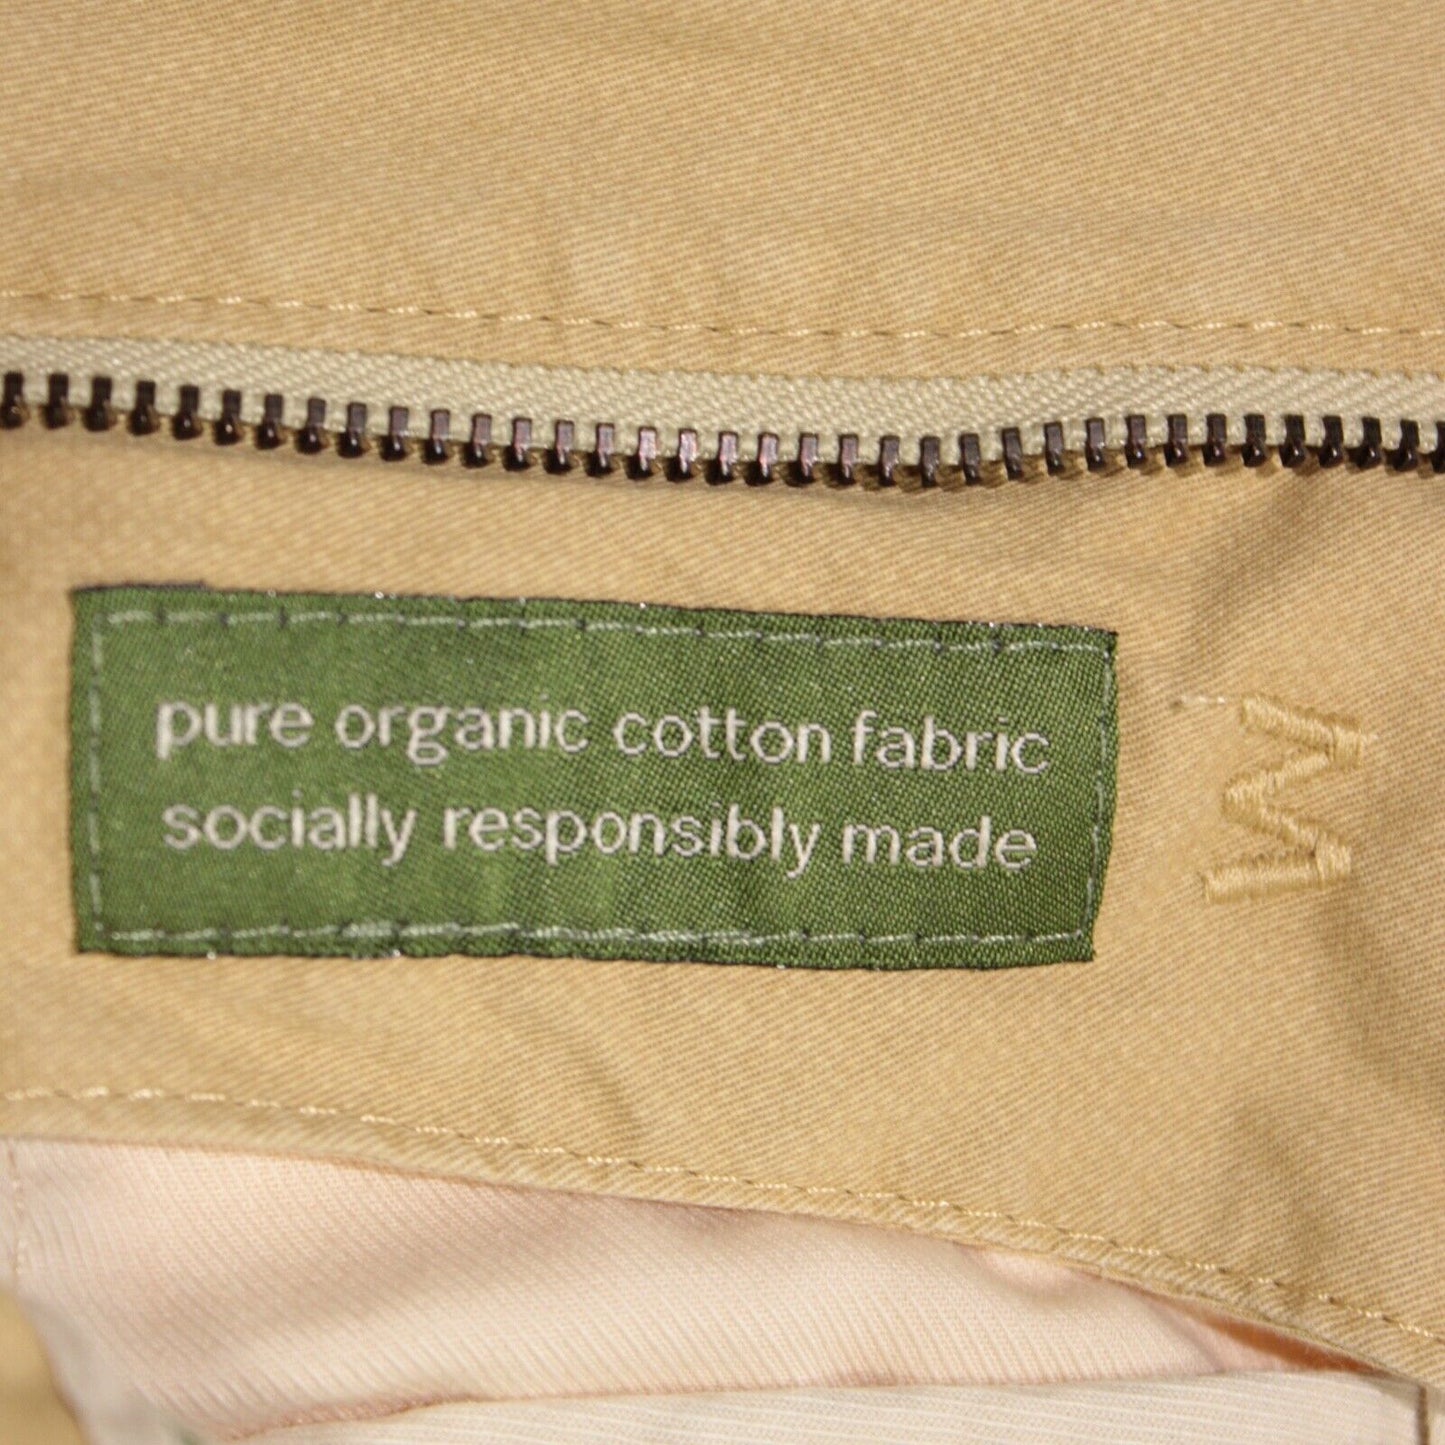 pure organic cotton fabric
socially responsibly made
M